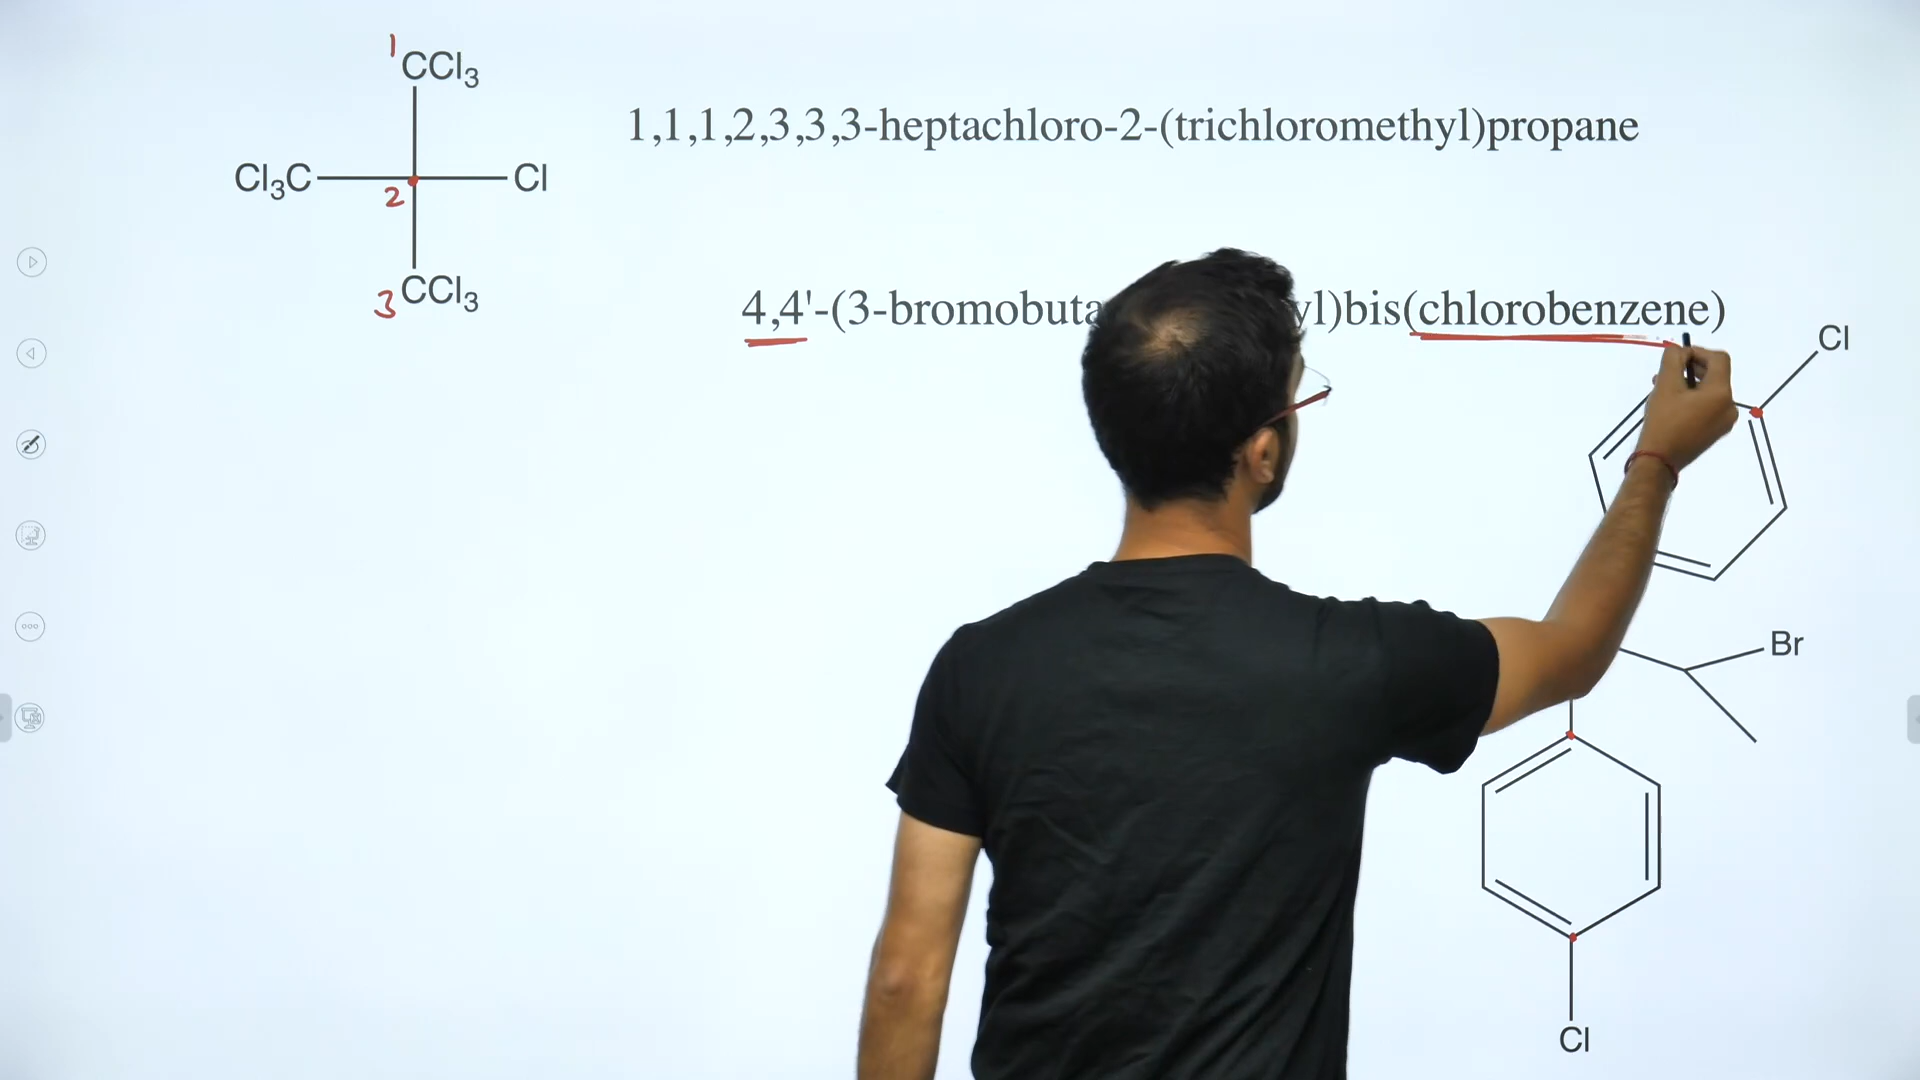 1
CCl3
1,1,1,2,3,3,3-heptachloro-2-(trichloromethyl)propane
Cl3C
Cl
2
3
CCl3
4,4'-(3-bromobuta yl)bis(chlorobenzene)
Cl
Br
Cl